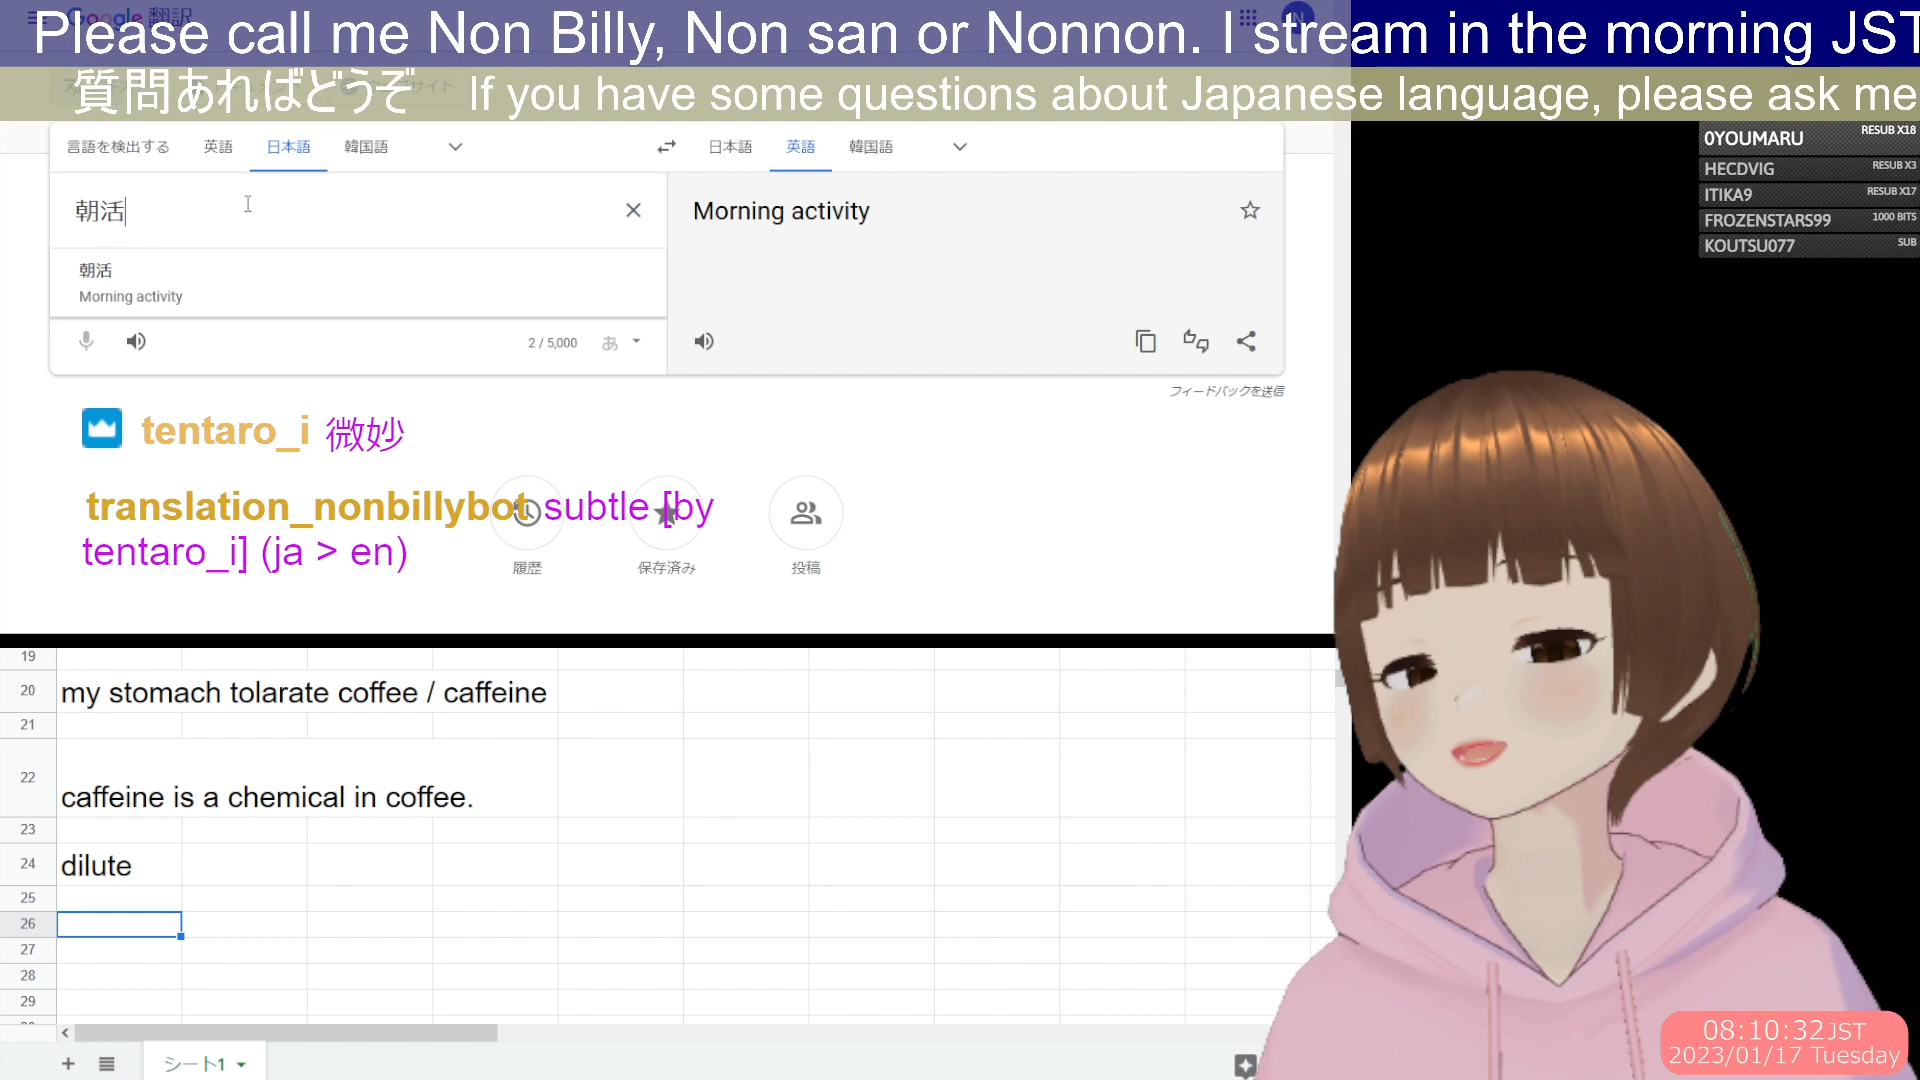 Google 翻訳
Please call me Non Billy, Non san or Nonnon. I stream in the morning JST
質問あればどうぞ If you have some questions about Japanese language, please ask me
サイト
言語を検出する 英語 日本語 韓国語 日本語 英語 韓国語
朝活
Morning activity
朝活
Morning activity
2 / 5,000 あ
フィードバックを送信
tentaro_i 微妙
translation_nonbillybot subtle [by
tentaro_i] (ja > en)
履歴 保存済み 投稿
0YOUMARU RESUB X18
HECDVIG RESUB X3
ITIKA9 RESUB X17
FROZENSTARS99 1000 BITS
KOUTSU077 SUB
19
20 my stomach tolarate coffee / caffeine
21
22 caffeine is a chemical in coffee.
23
24 dilute
25
26
27
28
29
シート1
08:10:32JST
2023/01/17 Tuesday